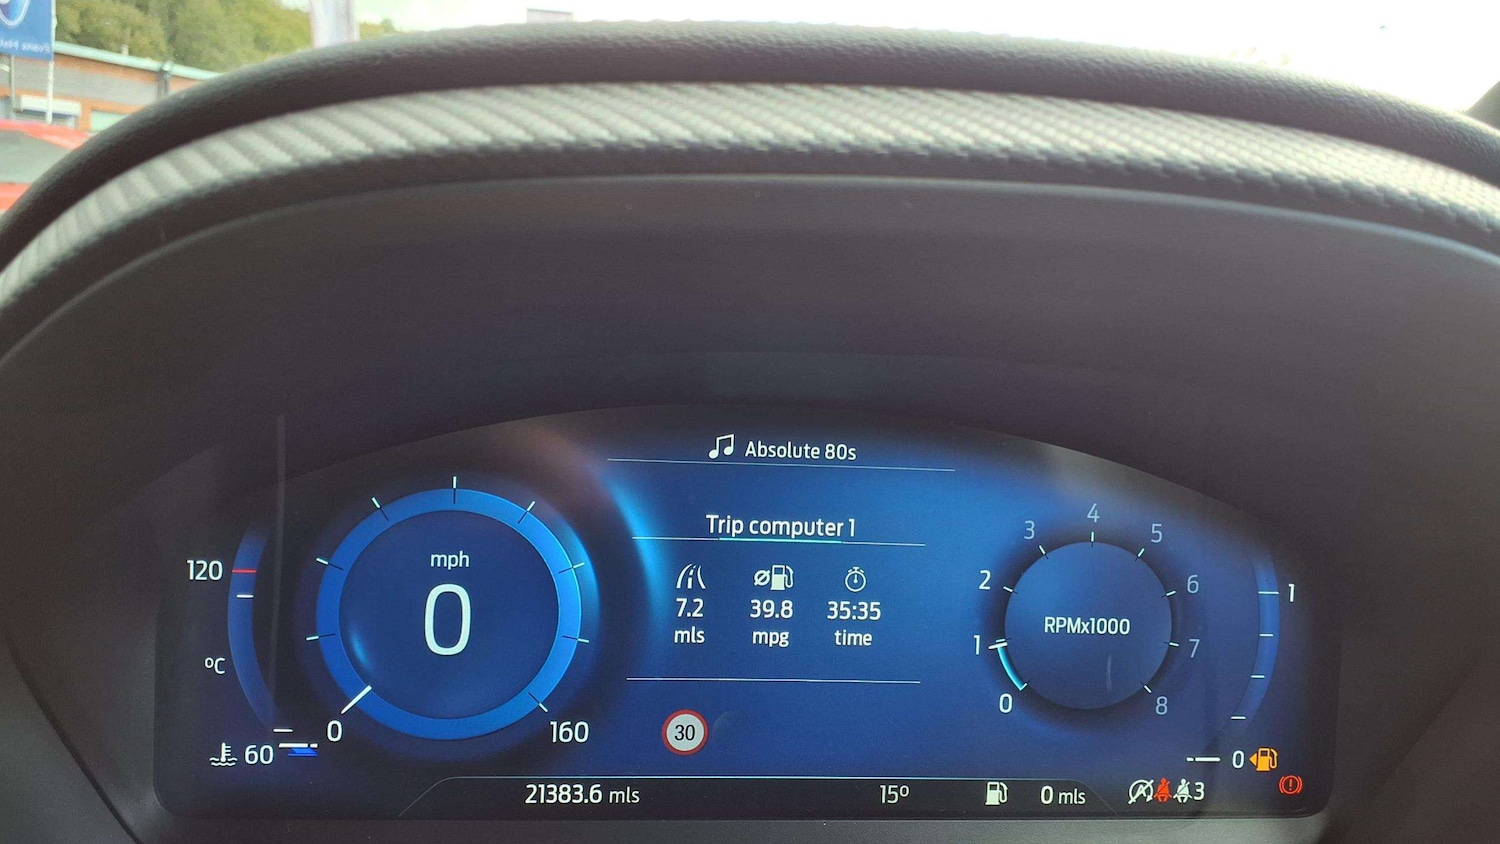 Absolute 80s
Trip computer 1
7.2 39.8 35:35
mls mpg time
mph
0
0 160
120
ºC
60
30
0 1 2 3 4 5 6 7 8
RPMx1000
1
0
21383.6 mls 15º 0 mls 3